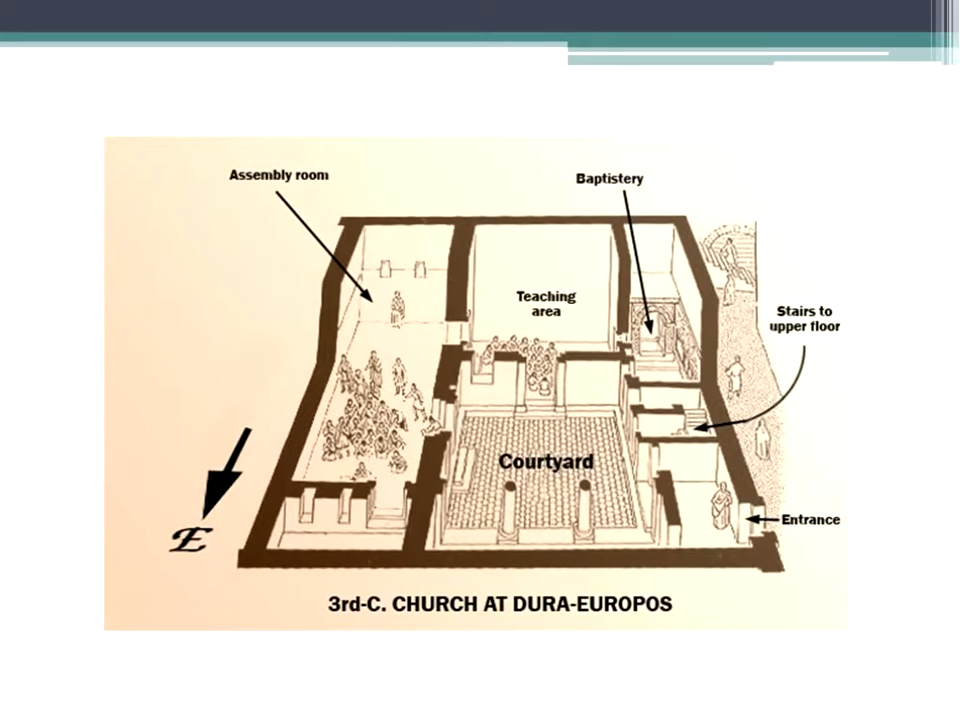 Assembly room
Baptistery
Teaching
area
Stairs to
upper floor
Courtyard
Entrance
E
3rd-C. CHURCH AT DURA-EUROPOS